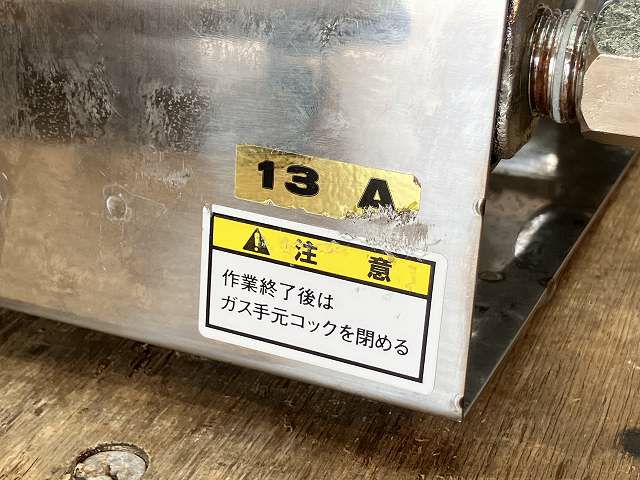 13 A
注 意
作業終了後は
ガス手元コックを閉める